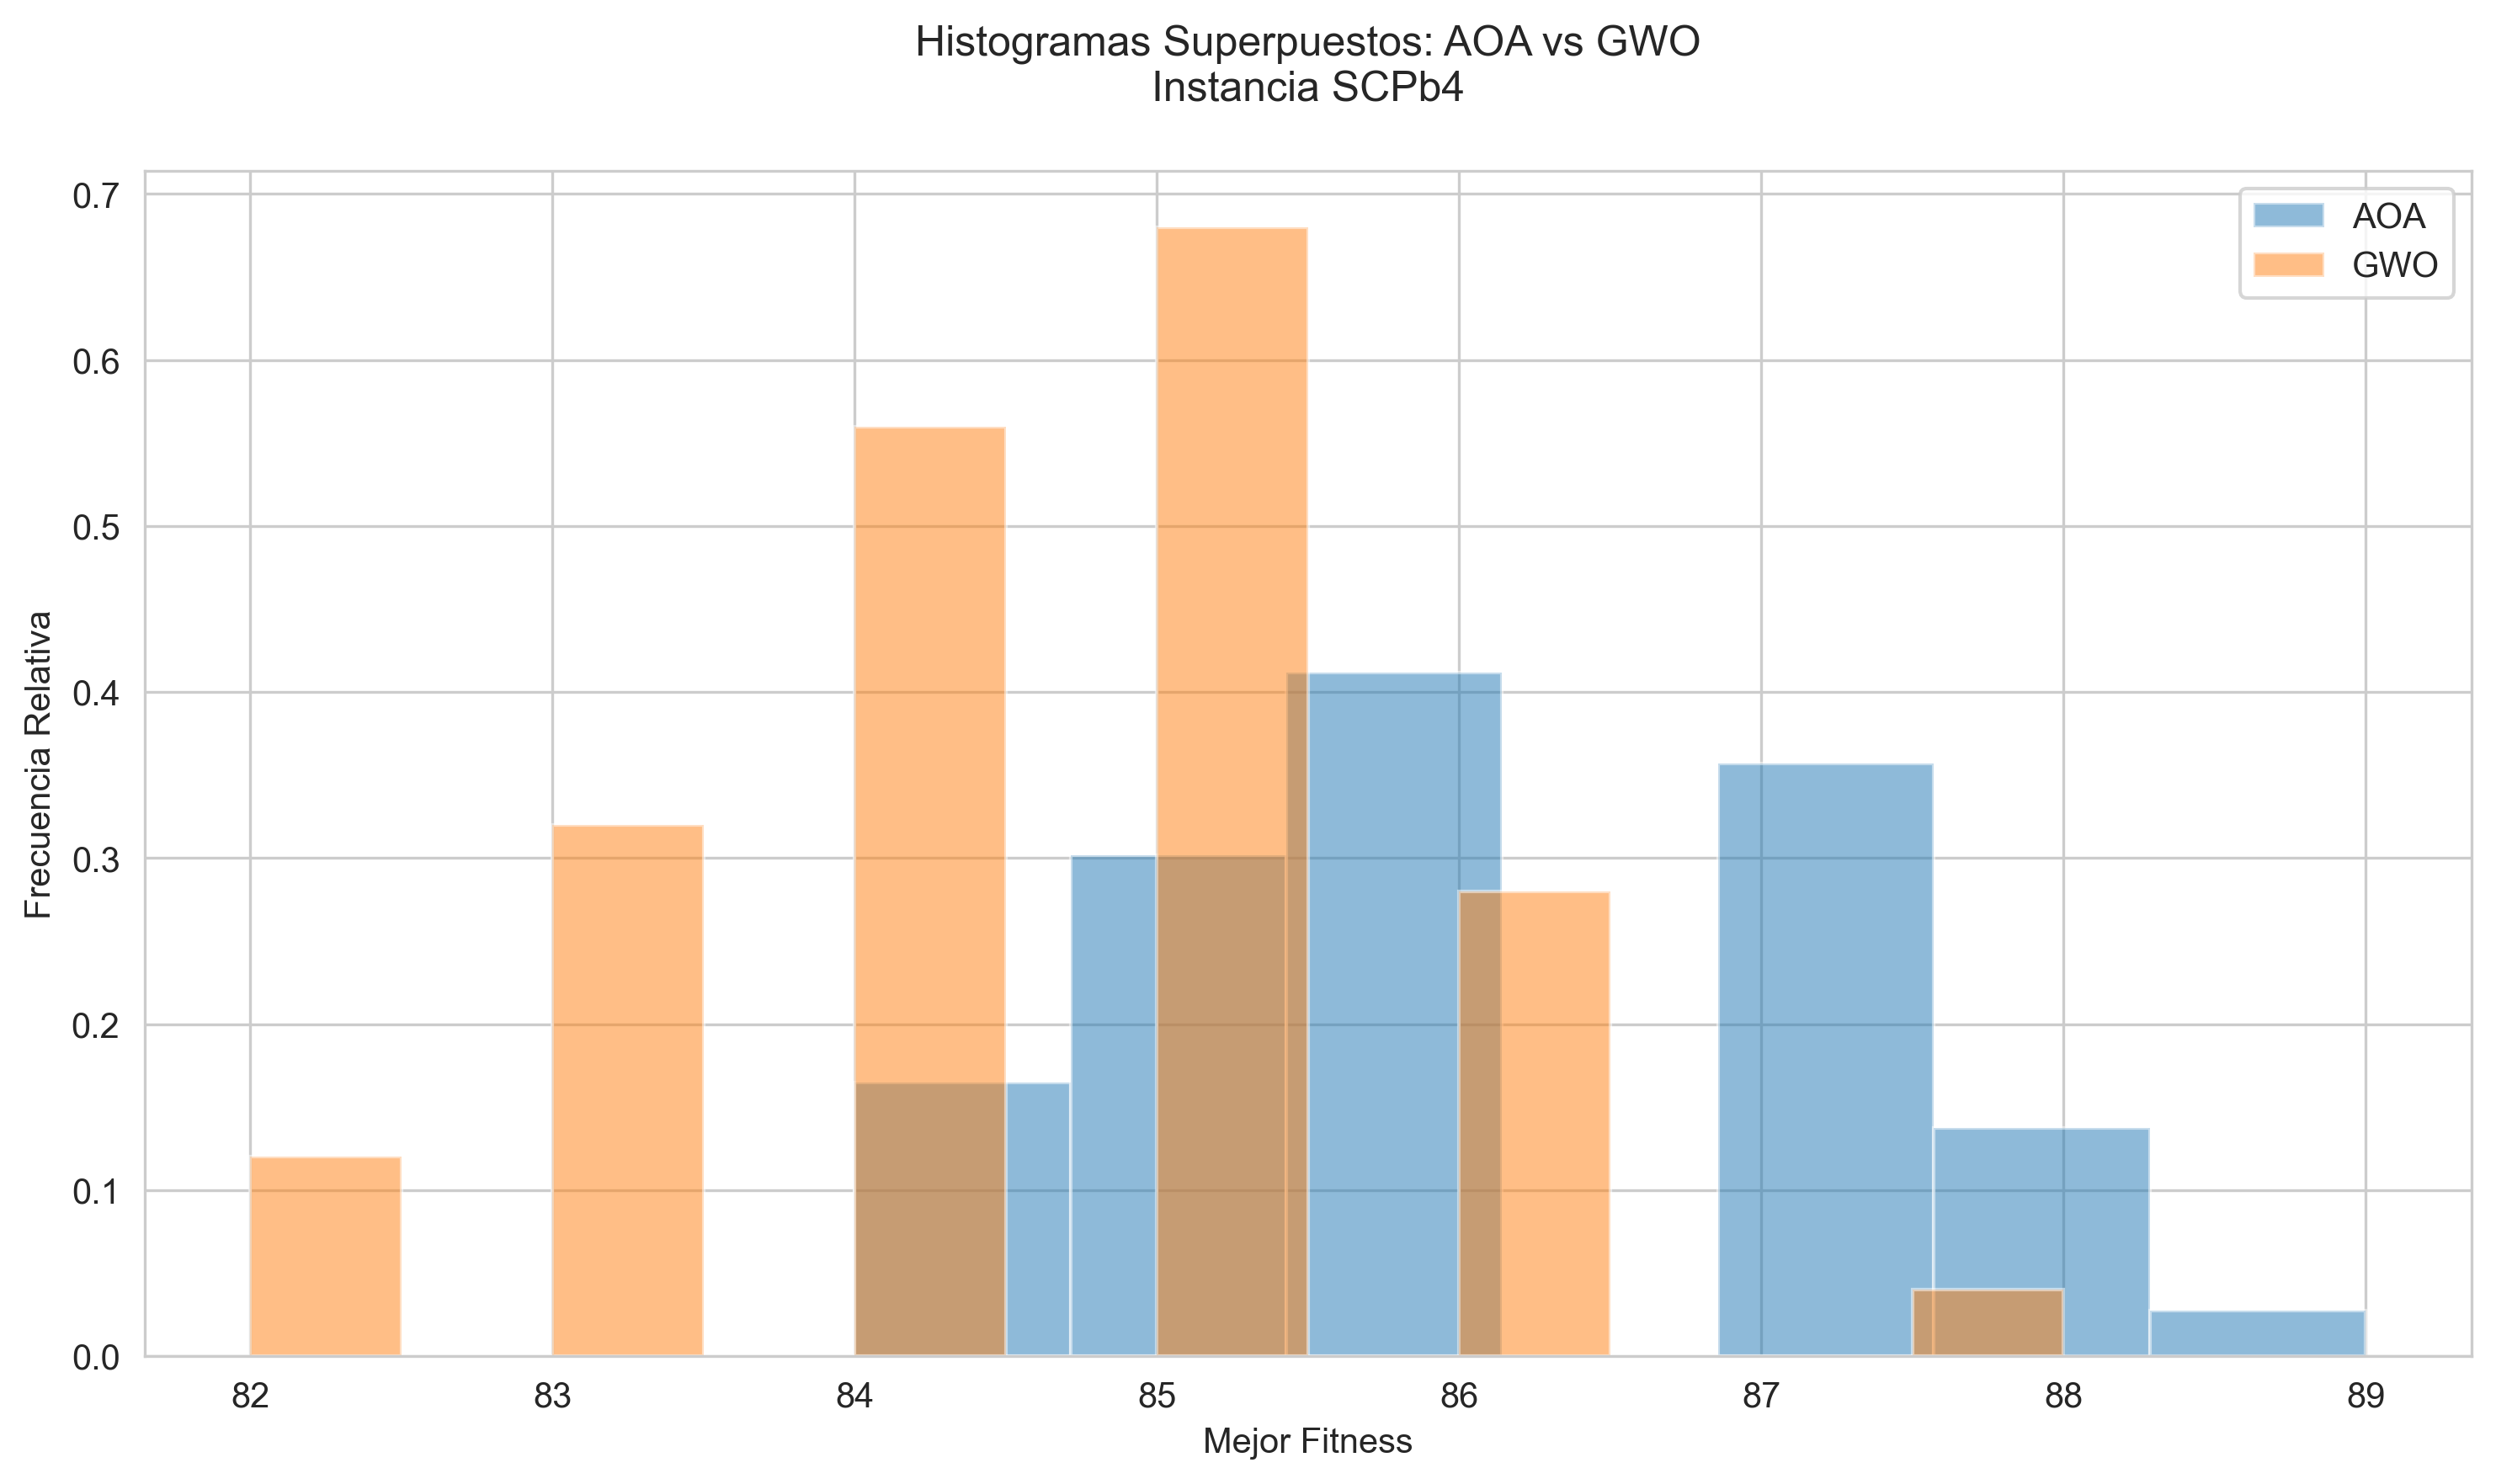 Histogramas Superpuestos: AOA vs GWO
Instancia SCPb4
AOA
GWO
Frecuencia Relativa
0.7
0.6
0.5
0.4
0.3
0.2
0.1
0.0
82 83 84 85 86 87 88 89
Mejor Fitness